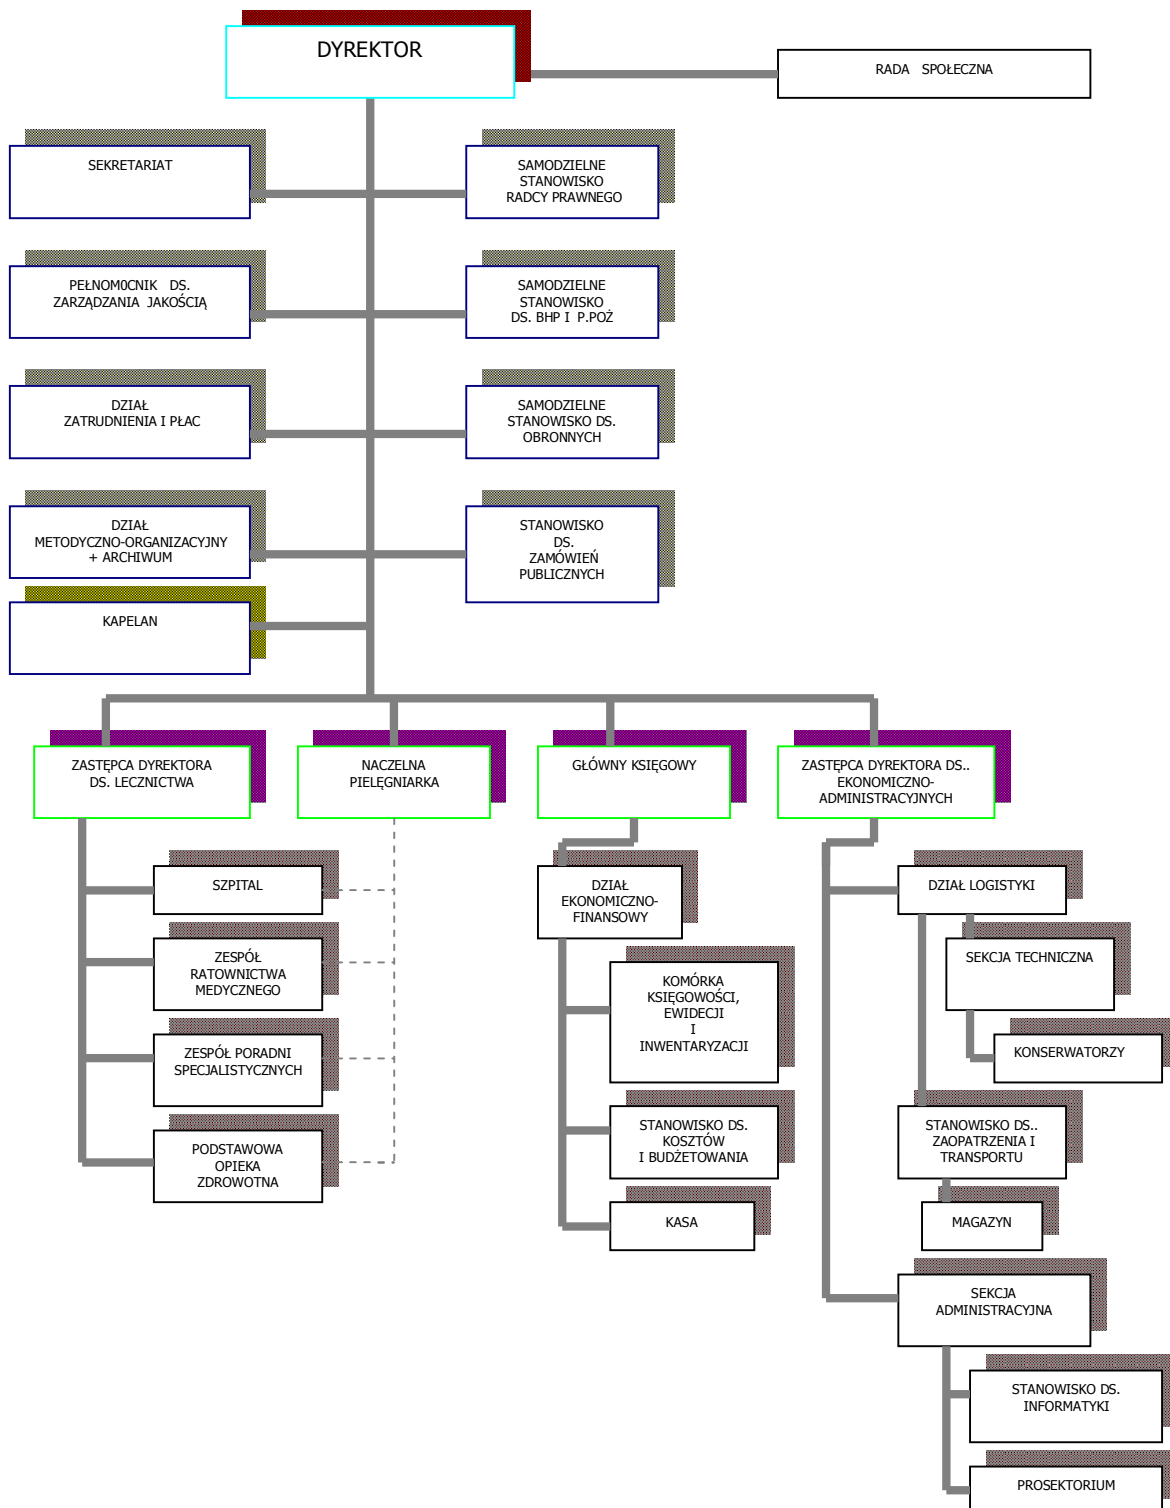 DYREKTOR
RADA SPOŁECZNA
SEKRETARIAT
SAMODZIELNE
STANOWISKO
RADCY PRAWNEGO
PEŁNOM0CNIK DS.
ZARZĄDZANIA JAKOŚCIĄ
SAMODZIELNE
STANOWISKO
DS. BHP I P.POŻ
DZIAŁ
ZATRUDNIENIA I PŁAC
SAMODZIELNE
STANOWISKO DS.
OBRONNYCH
DZIAŁ
METODYCZNO-ORGANIZACYJNY
+ ARCHIWUM
STANOWISKO
DS.
ZAMÓWIEŃ
PUBLICZNYCH
KAPELAN
ZASTĘPCA DYREKTORA
DS. LECZNICTWA
NACZELNA
PIELĘGNIARKA
GŁÓWNY KSIĘGOWY
ZASTĘPCA DYREKTORA DS..
EKONOMICZNO-
ADMINISTRACYJNYCH
SZPITAL
ZESPÓŁ
RATOWNICTWA
MEDYCZNEGO
ZESPÓŁ PORADNI
SPECJALISTYCZNYCH
PODSTAWOWA
OPIEKA
ZDROWOTNA
DZIAŁ
EKONOMICZNO-
FINANSOWY
KOMÓRKA
KSIĘGOWOŚCI,
EWIDECJI
I
INWENTARYZACJI
STANOWISKO DS.
KOSZTÓW
I BUDŻETOWANIA
KASA
DZIAŁ LOGISTYKI
SEKCJA TECHNICZNA
KONSERWATORZY
STANOWISKO DS..
ZAOPATRZENIA I
TRANSPORTU
MAGAZYN
SEKCJA
ADMINISTRACYJNA
STANOWISKO DS.
INFORMATYKI
PROSEKTORIUM